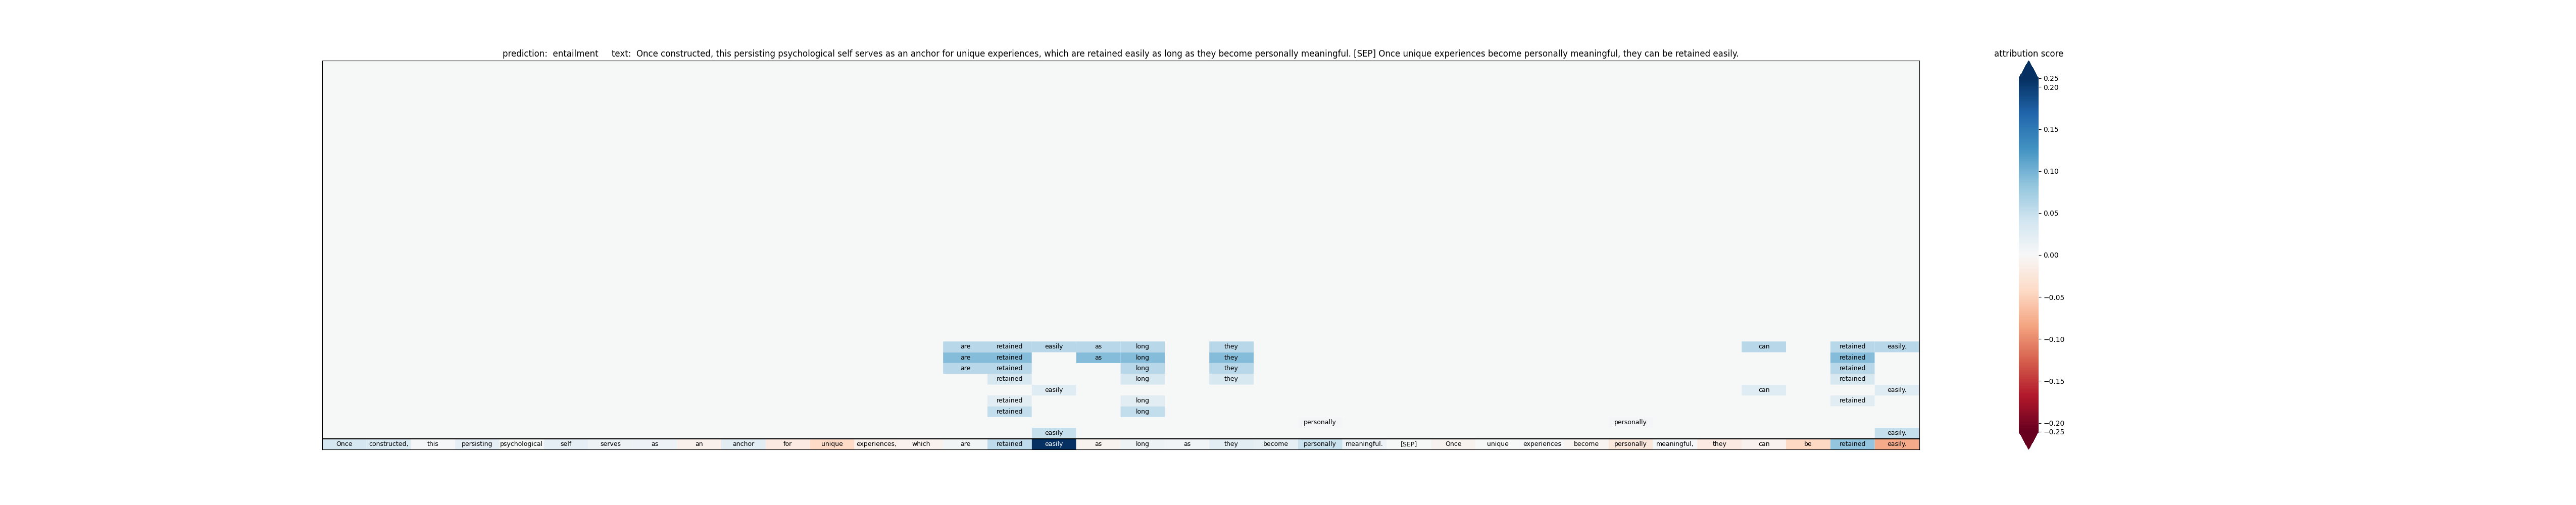 prediction: entailment text: Once constructed, this persisting psychological self serves as an anchor for unique experiences, which are retained easily as long as they become personally meaningful. [SEP] Once unique experiences become personally meaningful, they can be retained easily.
attribution score
0.25
0.20
0.15
0.10
0.05
0.00
−0.05
−0.10
−0.15
−0.20
−0.25
are retained easily as long they can retained easily.
are retained as long they retained
are retained long they retained
retained long they retained
easily can easily.
retained long retained
retained long
personally personally
easily easily.
Once constructed, this persisting psychological self serves as an anchor for unique experiences, which are retained easily as long as they become personally meaningful. [SEP] Once unique experiences become personally meaningful, they can be retained easily.